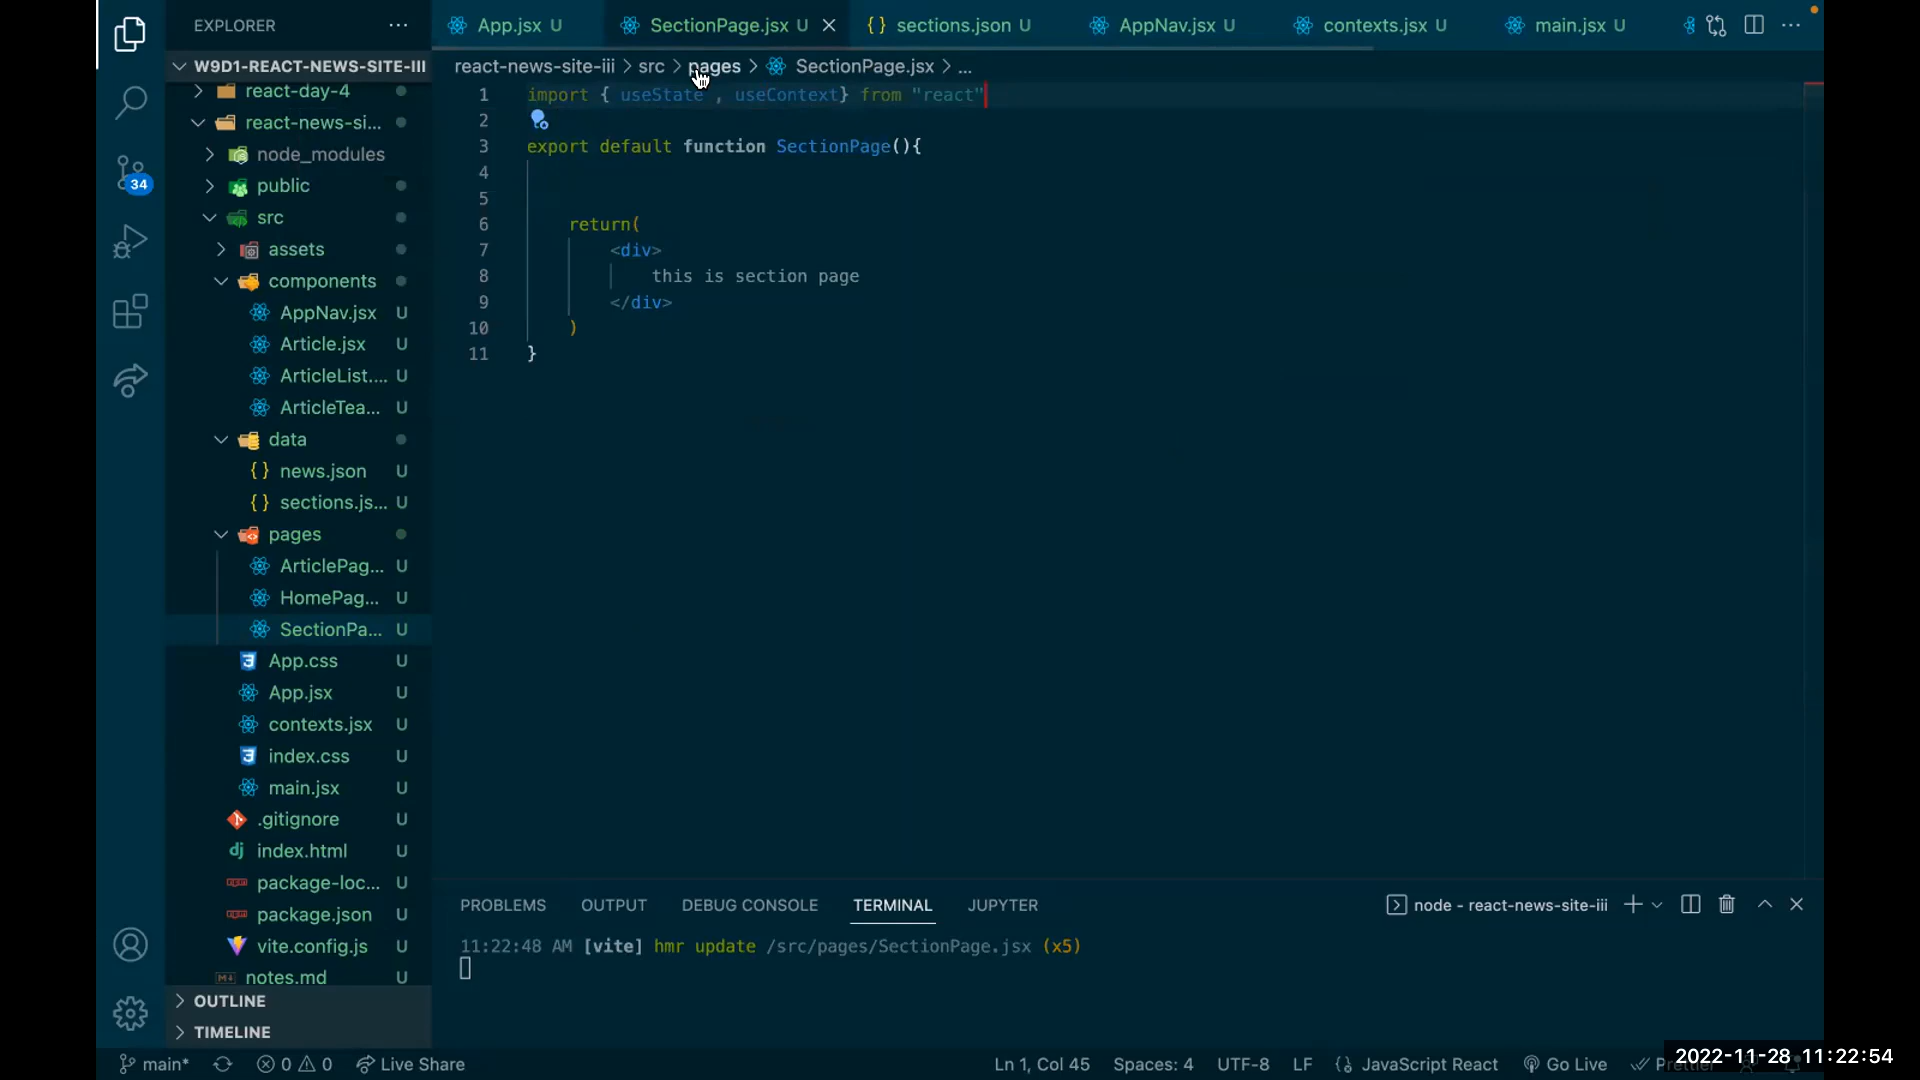 EXPLORER
W9D1-REACT-NEWS-SITE-III
react-day-4
react-news-si...
node_modules
public
src
assets
components
AppNav.jsx U
Article.jsx U
ArticleList.... U
ArticleTea... U
data
news.json U
sections.js... U
pages
ArticlePag... U
HomePag... U
SectionPa... U
App.css U
App.jsx U
contexts.jsx U
index.css U
main.jsx U
.gitignore U
index.html U
package-loc... U
package.json U
vite.config.js U
notes.md U
OUTLINE
TIMELINE
34
App.jsx U
SectionPage.jsx U
{} sections.json U
AppNav.jsx U
contexts.jsx U
main.jsx U
react-news-site-iii > src > pages > SectionPage.jsx > ...
1 import { useState , useContext} from "react"
2
3 export default function SectionPage(){
4
5
6 return(
7 <div>
8 this is section page
9 </div>
10 )
11 }
PROBLEMS OUTPUT DEBUG CONSOLE TERMINAL JUPYTER
node - react-news-site-iii
11:22:48 AM [vite] hmr update /src/pages/SectionPage.jsx (x5)
main* 0 0 Live Share
Ln 1, Col 45 Spaces: 4 UTF-8 LF {} JavaScript React Go Live
2022-11-28 11:22:54